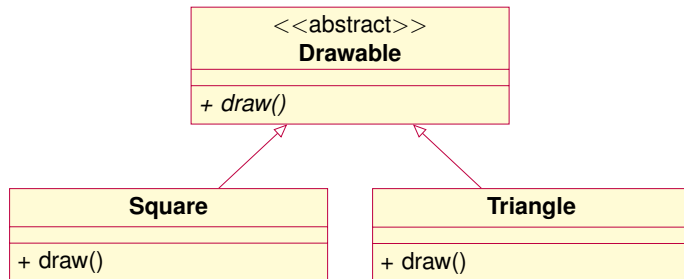 <<abstract>>
Drawable
+ draw()
Square
+ draw()
Triangle
+ draw()